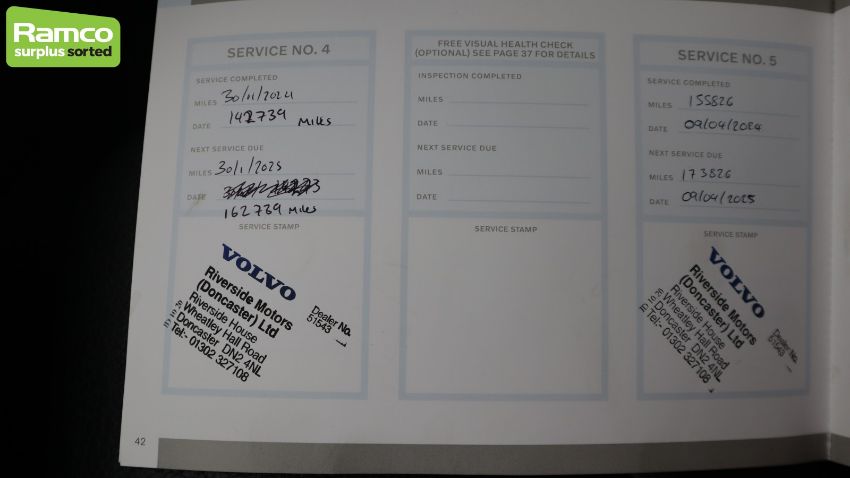 Ramco
surplus sorted
SERVICE NO. 4
SERVICE COMPLETED
MILES 30/11/2021
DATE 142739 MILES
NEXT SERVICE DUE
MILES 30/1/2025
DATE
162739 Miles
SERVICE STAMP
VOLVO
Riverside Motors
(Doncaster) Ltd
Riverside House
Wheatley Hall Road
Doncaster DN2 4NL
Tel:- 01302 327108
Dealer No.
51543
FREE VISUAL HEALTH CHECK
(OPTIONAL) SEE PAGE 37 FOR DETAILS
INSPECTION COMPLETED
MILES
DATE
NEXT SERVICE DUE
MILES
DATE
SERVICE STAMP
SERVICE NO. 5
SERVICE COMPLETED
MILES 155826
DATE 09/04/2024
NEXT SERVICE DUE
MILES 173826
DATE 09/04/2025
SERVICE STAMP
VOLVO
Riverside Motors
(Doncaster) Ltd
Riverside House
Wheatley Hall Road
Doncaster DN2 4NL
Tel:- 01302 327108
Dealer No.
51543
42